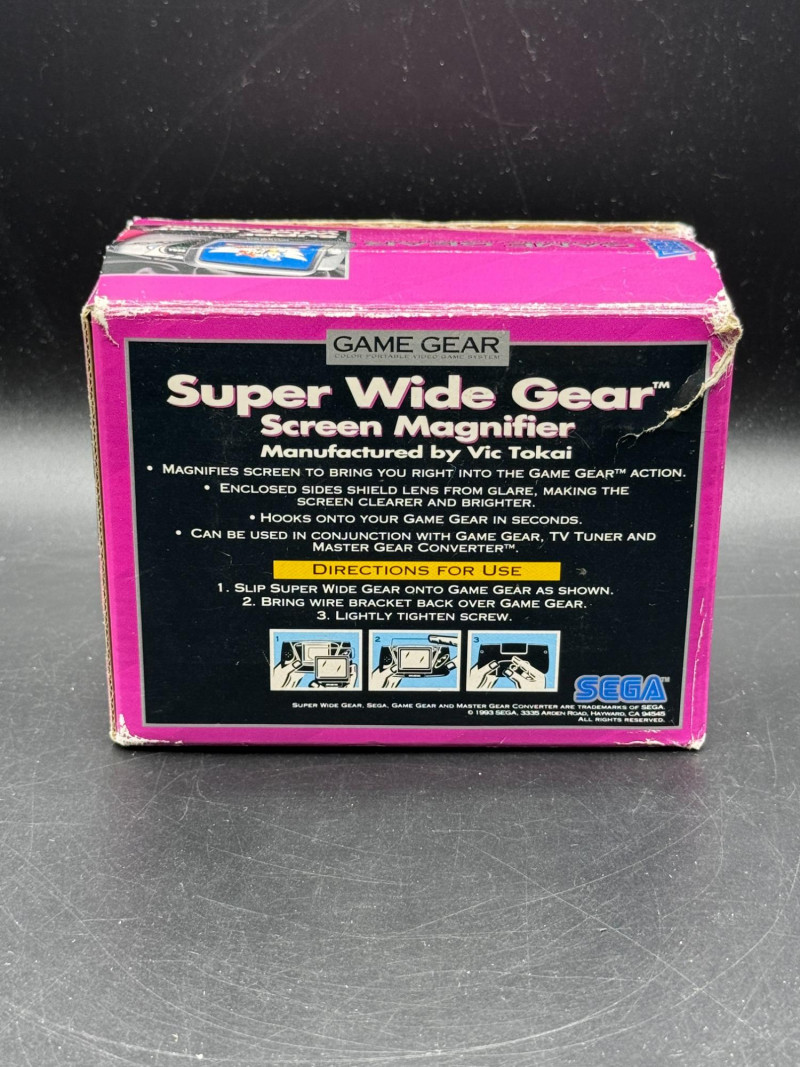 GAME GEAR
GAME GEAR
COLOR PORTABLE VIDEO GAME SYSTEM
Super Wide Gear™
Screen Magnifier
Manufactured by Vic Tokai
• MAGNIFIES SCREEN TO BRING YOU RIGHT INTO THE GAME GEAR™ ACTION.
• ENCLOSED SIDES SHIELD LENS FROM GLARE, MAKING THE
SCREEN CLEARER AND BRIGHTER.
• HOOKS ONTO YOUR GAME GEAR IN SECONDS.
• CAN BE USED IN CONJUNCTION WITH GAME GEAR, TV TUNER AND
MASTER GEAR CONVERTER™.
DIRECTIONS FOR USE
1. SLIP SUPER WIDE GEAR ONTO GAME GEAR AS SHOWN.
2. BRING WIRE BRACKET BACK OVER GAME GEAR.
3. LIGHTLY TIGHTEN SCREW.
1 2 3
SEGA™
SUPER WIDE GEAR, SEGA, GAME GEAR AND MASTER GEAR CONVERTER ARE TRADEMARKS OF SEGA.
© 1993 SEGA, 3335 ARDEN ROAD, HAYWARD, CA 94545
ALL RIGHTS RESERVED.